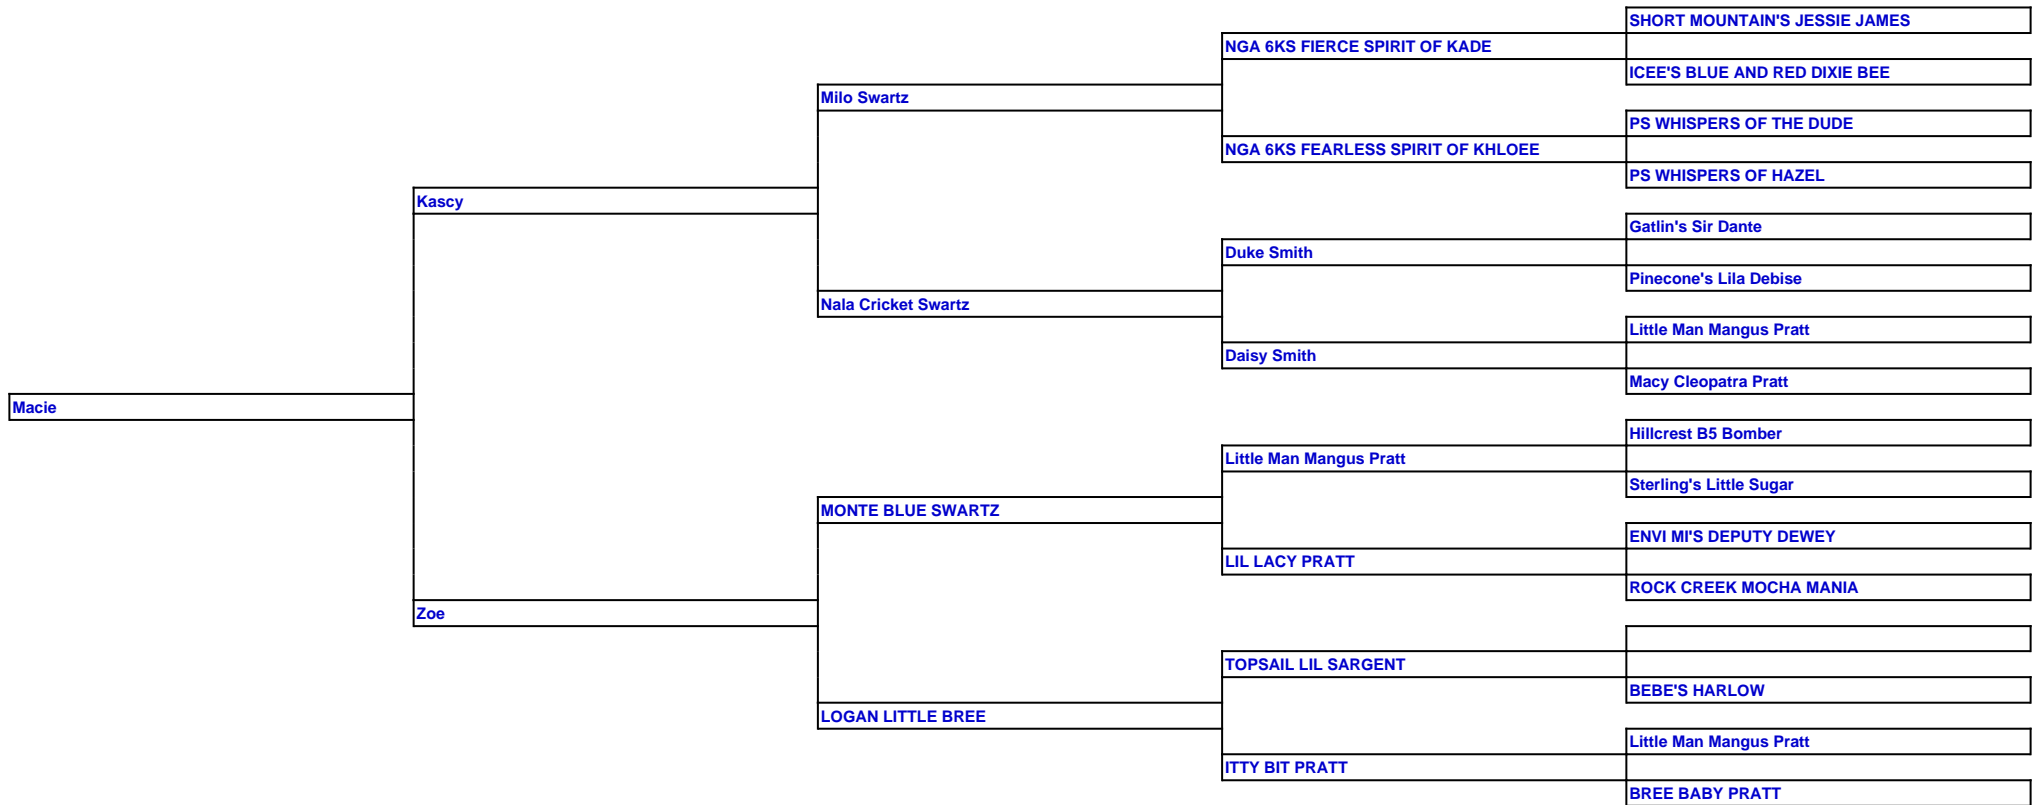 SHORT MOUNTAIN'S JESSIE JAMES
NGA 6KS FIERCE SPIRIT OF KADE
ICEE'S BLUE AND RED DIXIE BEE
Milo Swartz
PS WHISPERS OF THE DUDE
NGA 6KS FEARLESS SPIRIT OF KHLOEE
PS WHISPERS OF HAZEL
Kascy
Gatlin's Sir Dante
Duke Smith
Pinecone's Lila Debise
Nala Cricket Swartz
Little Man Mangus Pratt
Daisy Smith
Macy Cleopatra Pratt
Macie
Hillcrest B5 Bomber
Little Man Mangus Pratt
Sterling's Little Sugar
MONTE BLUE SWARTZ
ENVI MI'S DEPUTY DEWEY
LIL LACY PRATT
ROCK CREEK MOCHA MANIA
Zoe
TOPSAIL LIL SARGENT
BEBE'S HARLOW
LOGAN LITTLE BREE
Little Man Mangus Pratt
ITTY BIT PRATT
BREE BABY PRATT